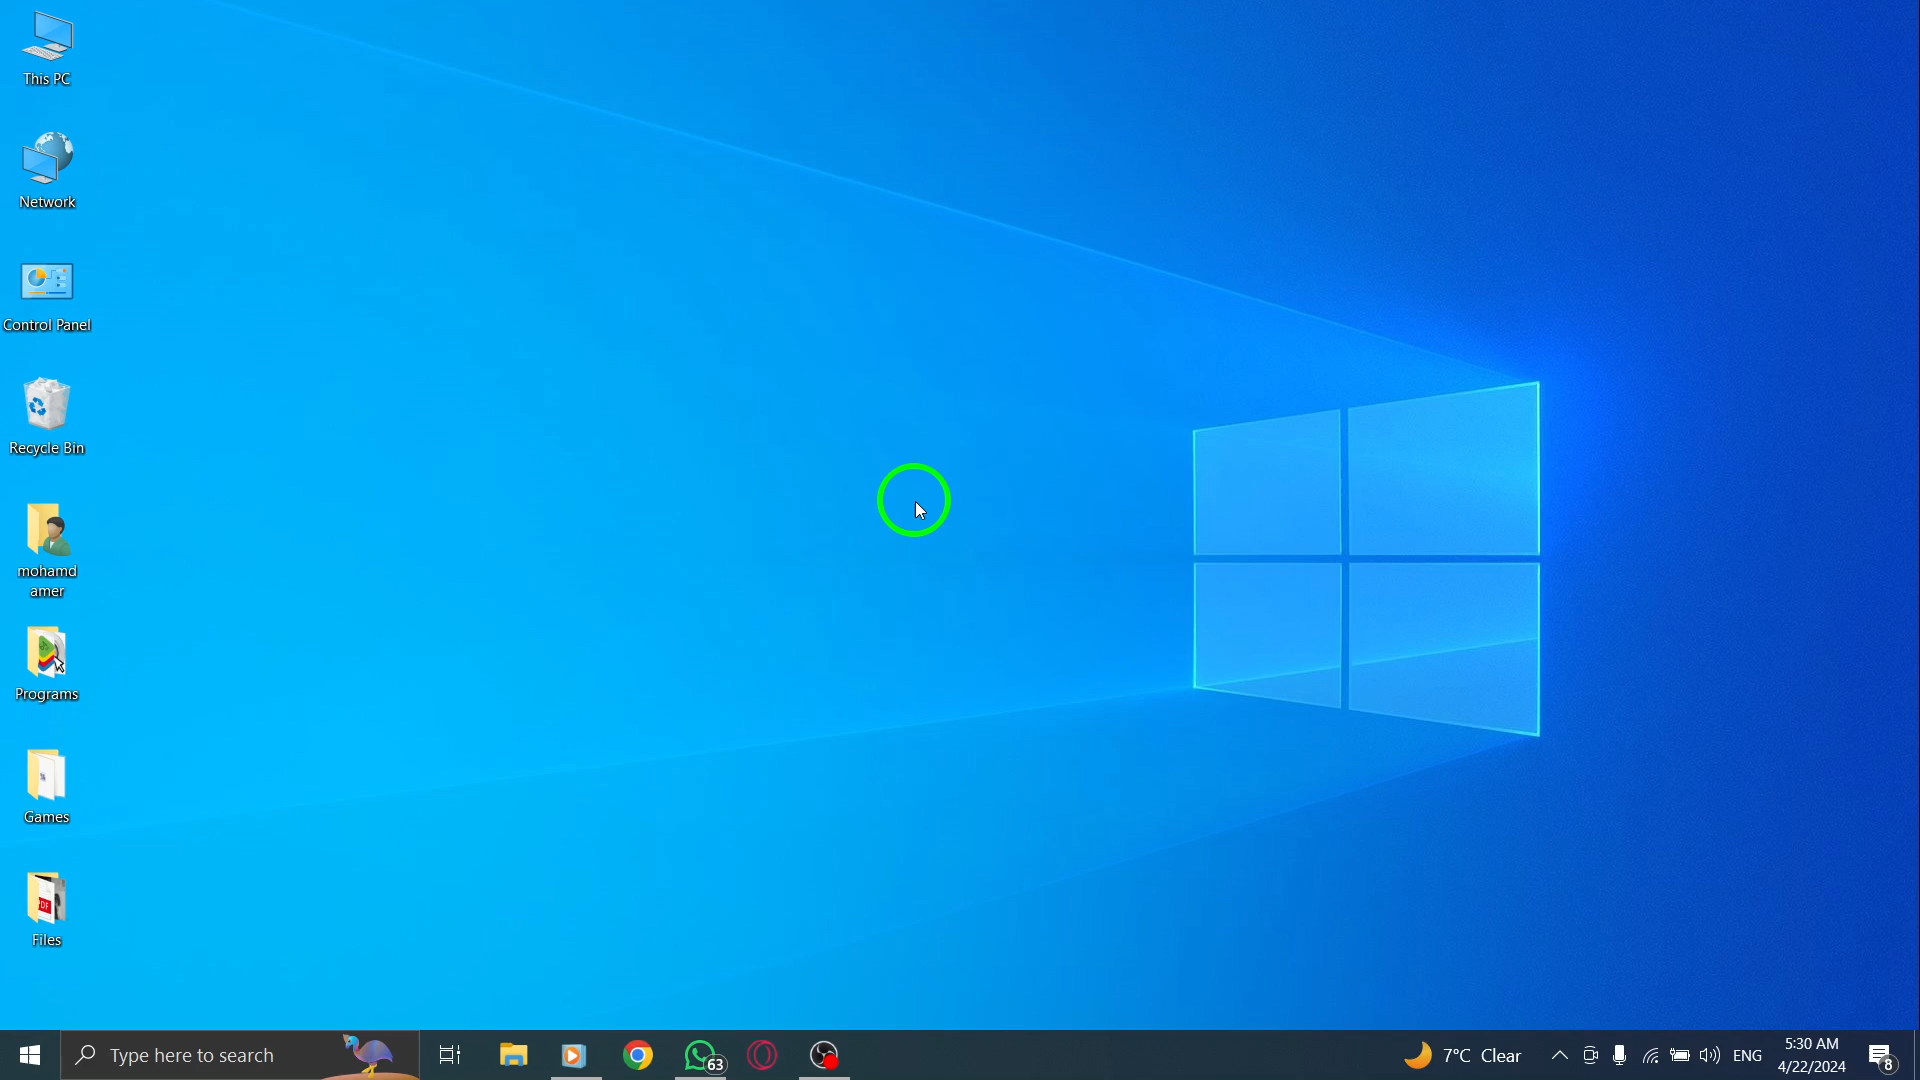 This PC
Network
Control Panel
Recycle Bin
mohamd
amer
Programs
Games
PDF
Files
Type here to search
63
7°C Clear
ENG
5:30 AM
4/22/2024
8